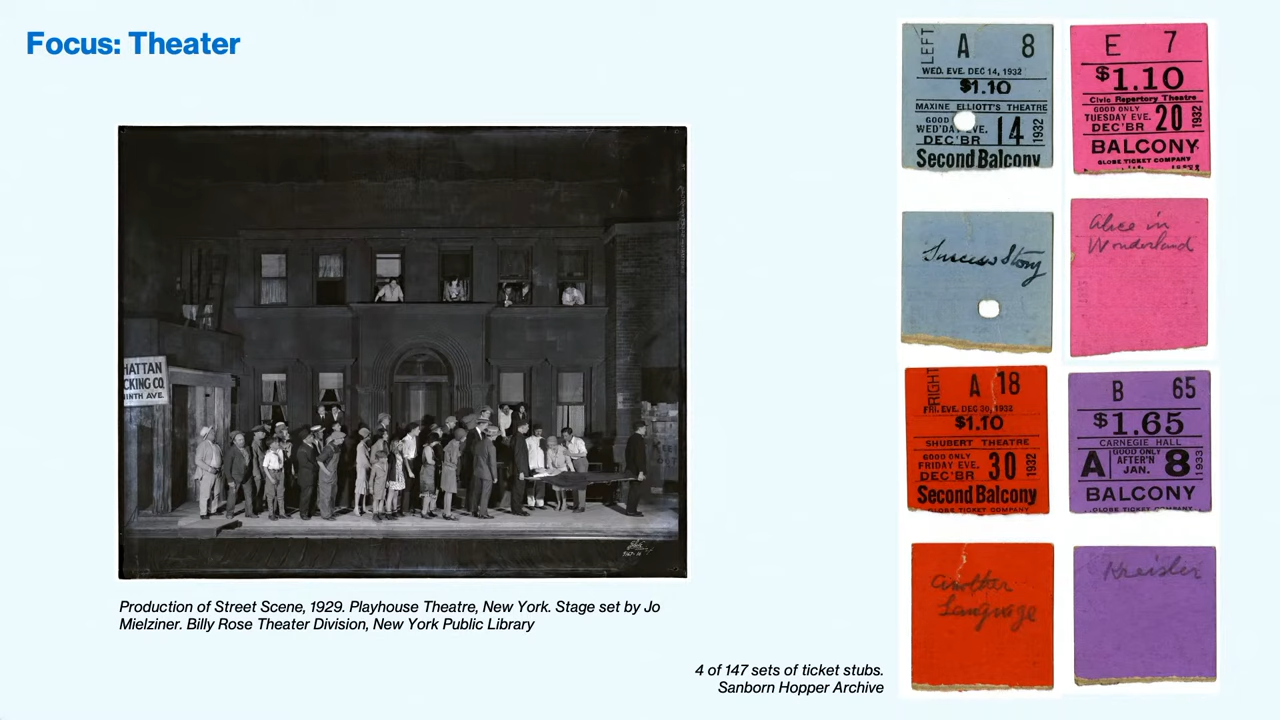 Focus: Theater
HATTAN
CKING CO.
INTH AVE.
Production of Street Scene, 1929. Playhouse Theatre, New York. Stage set by Jo
Mielziner. Billy Rose Theater Division, New York Public Library
4 of 147 sets of ticket stubs.
Sanborn Hopper Archive
LEFT A 8
WED. EVE. DEC 14, 1932
$1.10
MAXINE ELLIOTT'S THEATRE
GOOD
WED'DAY EVE. 14 1932
DEC'BR
Second Balcony
E 7
$1.10
Civic Repertory Theatre
GOOD ONLY
TUESDAY EVE. 20 1932
DEC'BR
BALCONY
GLOBE TICKET COMPANY
Success Story
Alice in
Wonderland
RIGHT A 18
FRI. EVE. DEC 30, 1932
$1.10
SHUBERT THEATRE
GOOD ONLY
FRIDAY EVE. 30 1932
DEC'BR
Second Balcony
GLOBE TICKET COMPANY
B 65
$1.65
CARNEGIE HALL
GOOD ONLY
A AFTER'N 8 1933
JAN.
BALCONY
GLOBE TICKET COMPANY
Another
Language
Kreisler